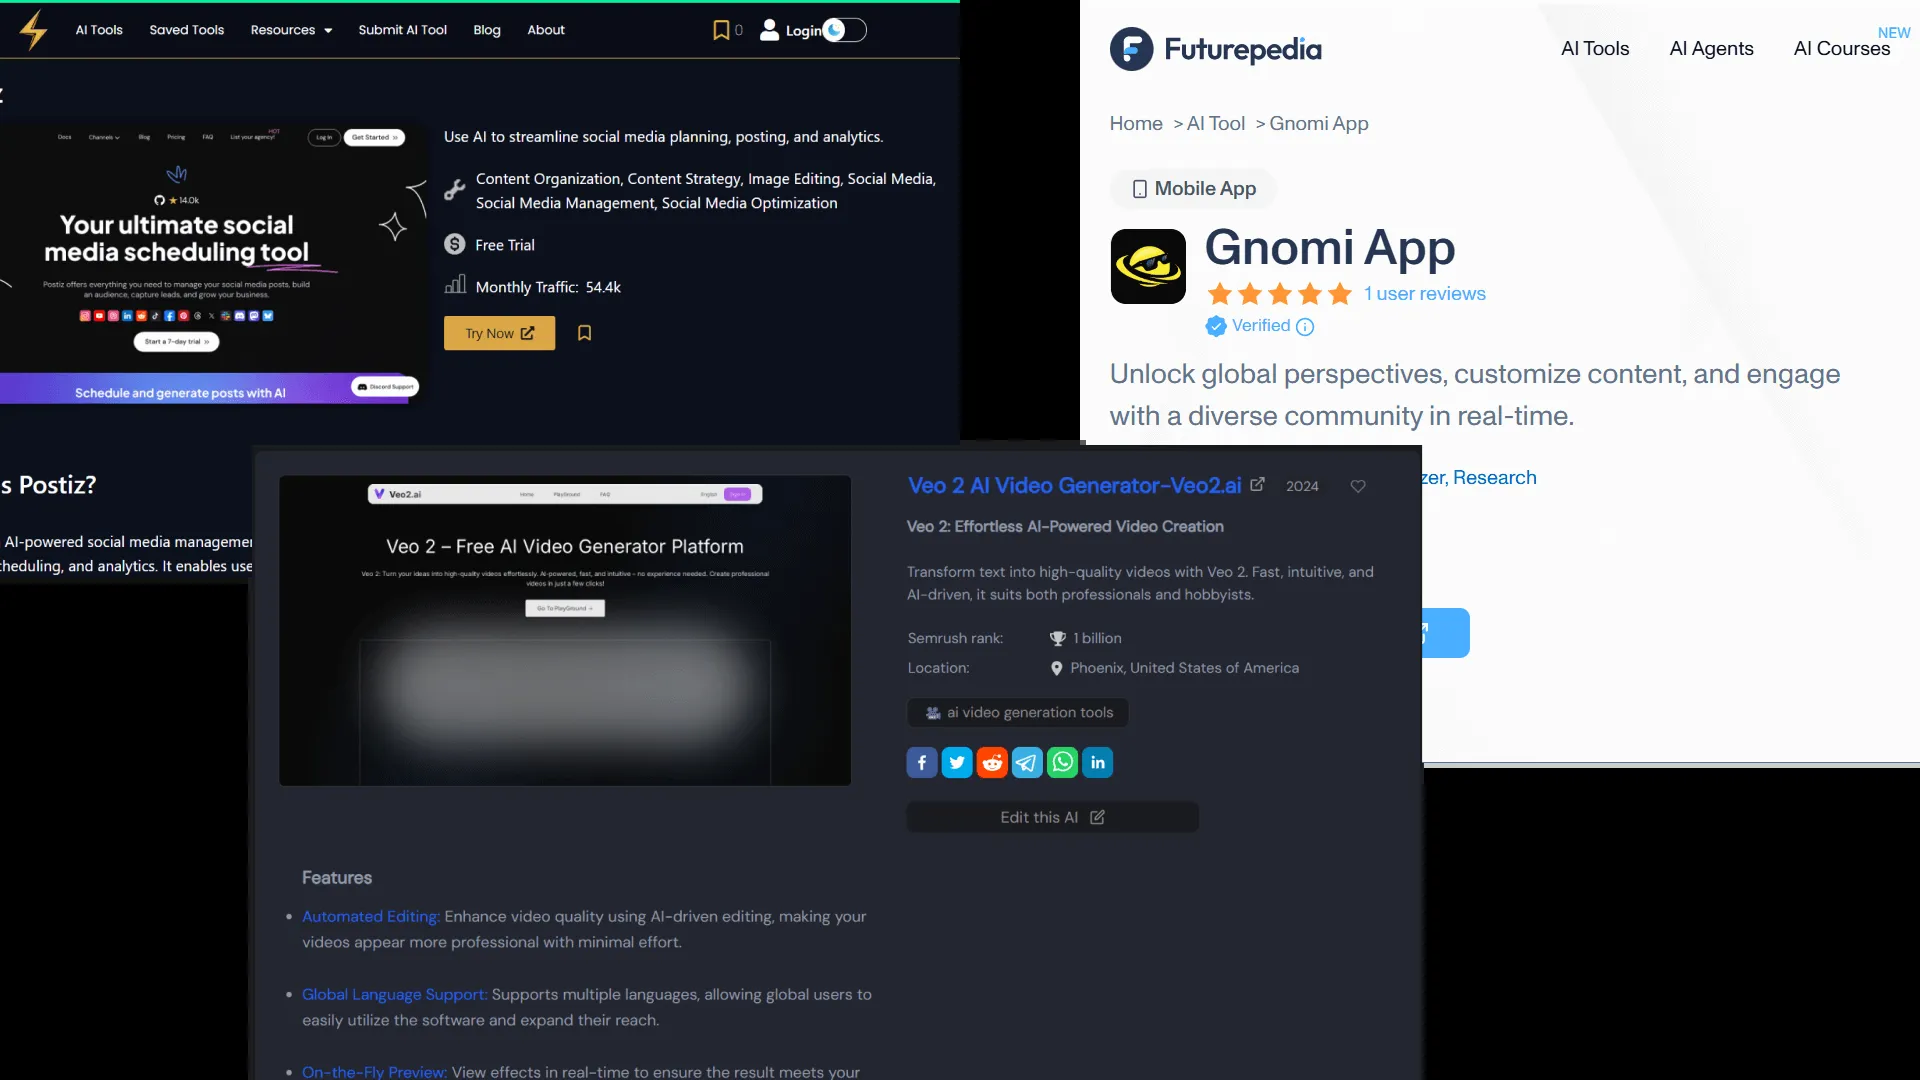 AI Tools Saved Tools Resources Submit AI Tool Blog About 0 Login
Docs Channels Blog Pricing FAQ List your agency! HOT Log In Get Started »
14.0k
Your ultimate social
media scheduling tool
Postiz offers everything you need to manage your social media posts, build
an audience, capture leads, and grow your business.
Start a 7-day trial »
Schedule and generate posts with AI
Discord Support
Use AI to streamline social media planning, posting, and analytics.
Content Organization, Content Strategy, Image Editing, Social Media,
Social Media Management, Social Media Optimization
Free Trial
Monthly Traffic: 54.4k
Try Now
s Postiz?
AI-powered social media managemen
cheduling, and analytics. It enables use
Futurepedia
AI Tools AI Agents AI Courses NEW
Home > AI Tool > Gnomi App
Mobile App
Gnomi App
1 user reviews
Verified
Unlock global perspectives, customize content, and engage
with a diverse community in real-time.
zer, Research
Veo2.ai Home PlayGround FAQ English Sign In
Veo 2 – Free AI Video Generator Platform
Veo 2: Turn your ideas into high-quality videos effortlessly. AI-powered, fast, and intuitive – no experience needed. Create professional
videos in just a few clicks!
Go To PlayGround →
Veo 2 AI Video Generator-Veo2.ai 2024
Veo 2: Effortless AI-Powered Video Creation
Transform text into high-quality videos with Veo 2. Fast, intuitive, and
AI-driven, it suits both professionals and hobbyists.
Semrush rank: 1 billion
Location: Phoenix, United States of America
ai video generation tools
Edit this AI
Features
• Automated Editing: Enhance video quality using AI-driven editing, making your
videos appear more professional with minimal effort.
• Global Language Support: Supports multiple languages, allowing global users to
easily utilize the software and expand their reach.
• On-the-Fly Preview: View effects in real-time to ensure the result meets your